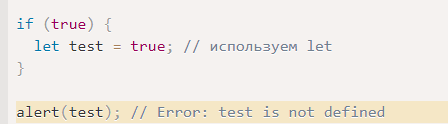 if (true) {
  let test = true; // используем let
}
alert(test); // Error: test is not defined